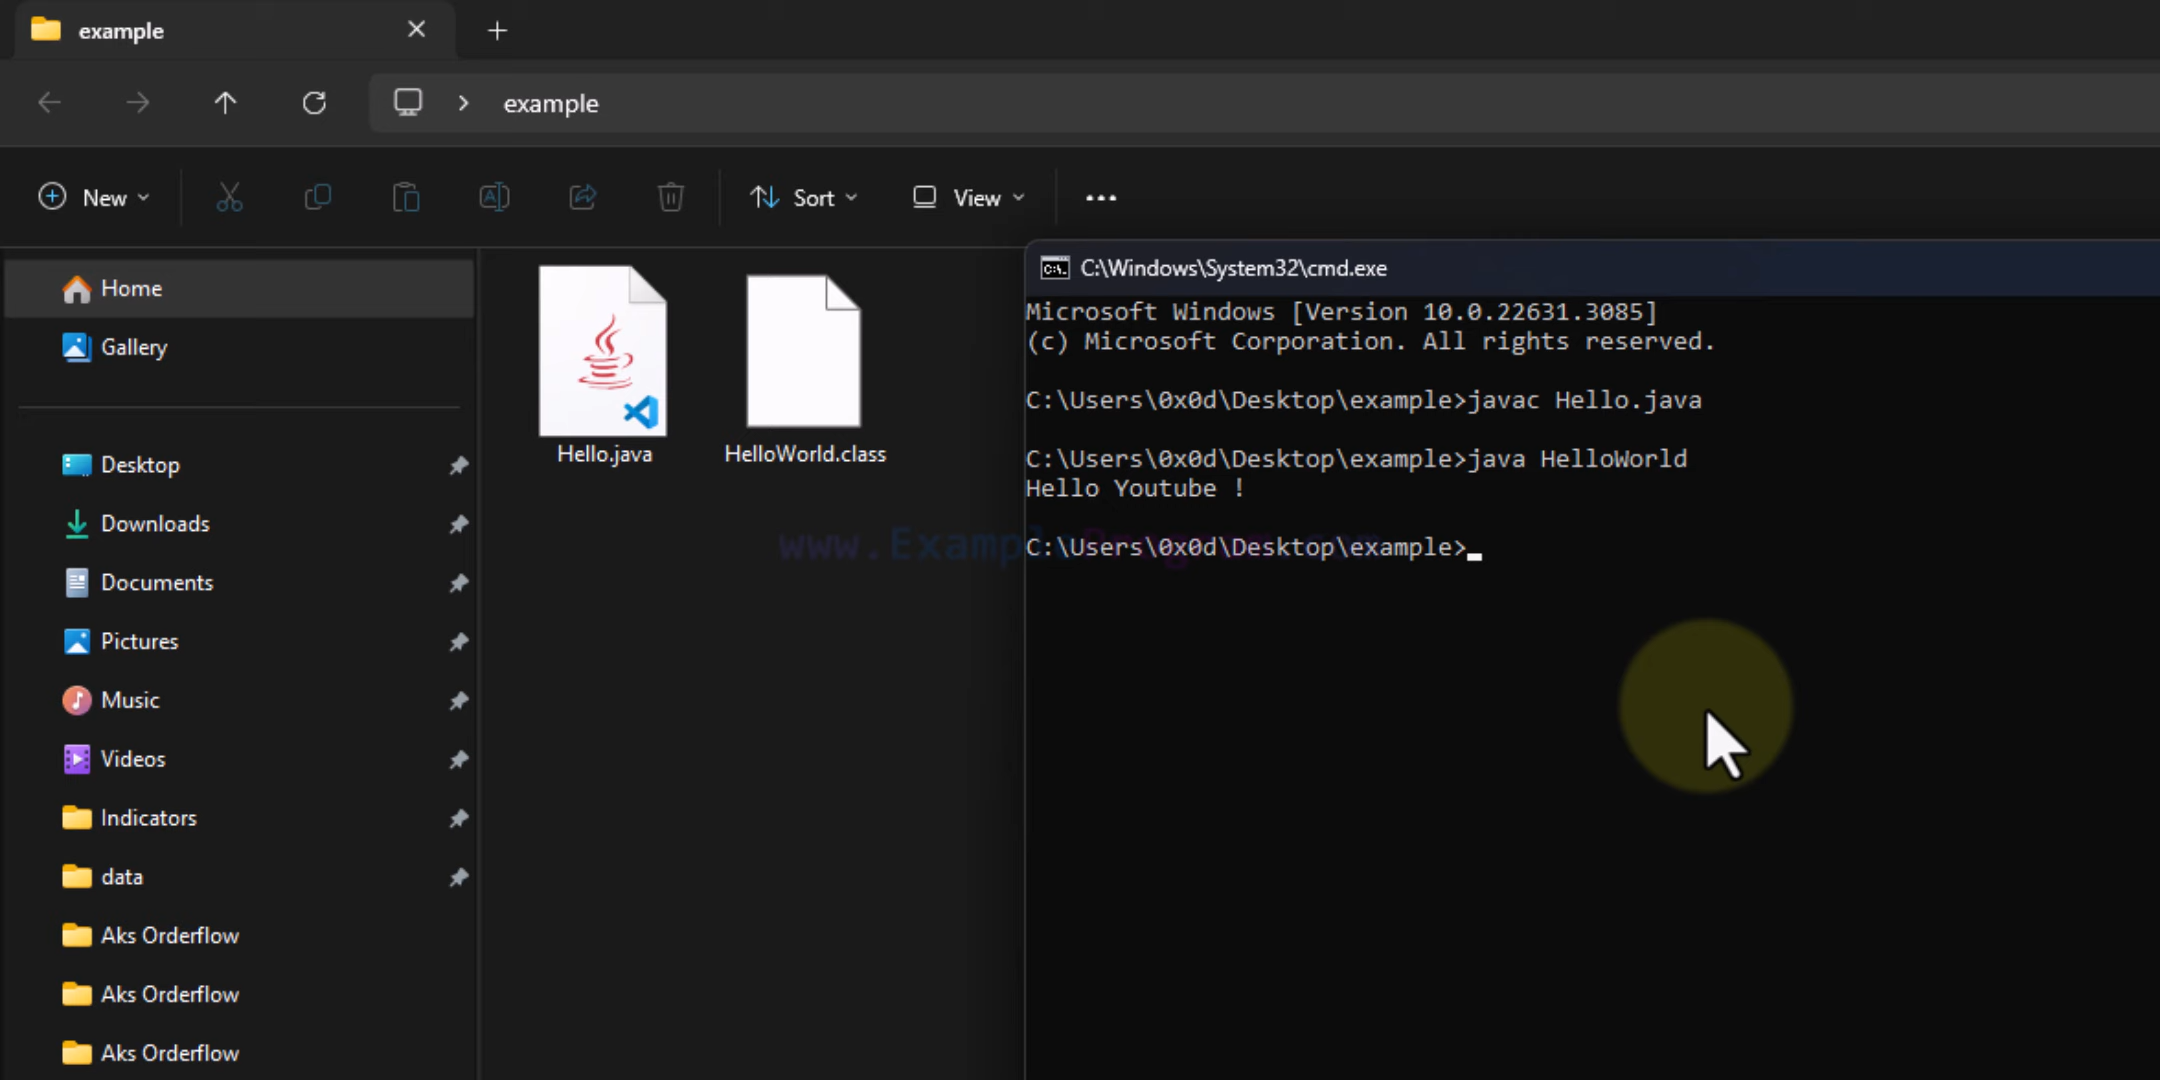 example
example
New
Sort
View
Home
Gallery
Desktop
Downloads
Documents
Pictures
Music
Videos
Indicators
data
Aks Orderflow
Aks Orderflow
Aks Orderflow
Hello.java
HelloWorld.class
C:\Windows\System32\cmd.exe
Microsoft Windows [Version 10.0.22631.3085]
(c) Microsoft Corporation. All rights reserved.
C:\Users\0x0d\Desktop\example>javac Hello.java
C:\Users\0x0d\Desktop\example>java HelloWorld
Hello Youtube !
C:\Users\0x0d\Desktop\example>